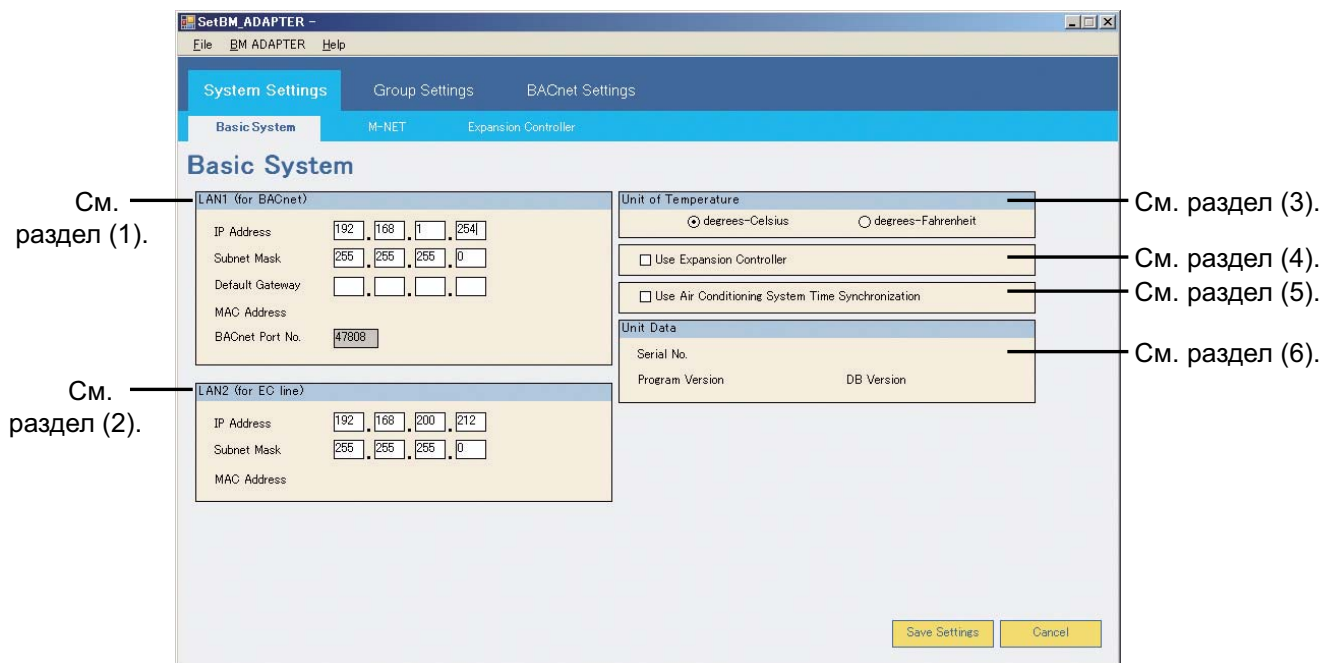 SetBM_ADAPTER -
File BM ADAPTER Help
System Settings Group Settings BACnet Settings
Basic System M-NET Expansion Controller
Basic System
См. раздел (1).
LAN1 (for BACnet)
IP Address 192 . 168 . 1 . 254
Subnet Mask 255 . 255 . 255 . 0
Default Gateway . . .
MAC Address
BACnet Port No. 47808
См. раздел (2).
LAN2 (for EC line)
IP Address 192 . 168 . 200 . 212
Subnet Mask 255 . 255 . 255 . 0
MAC Address
Unit of Temperature
degrees-Celsius degrees-Fahrenheit
См. раздел (3).
Use Expansion Controller
См. раздел (4).
Use Air Conditioning System Time Synchronization
См. раздел (5).
Unit Data
Serial No.
Program Version DB Version
См. раздел (6).
Save Settings Cancel